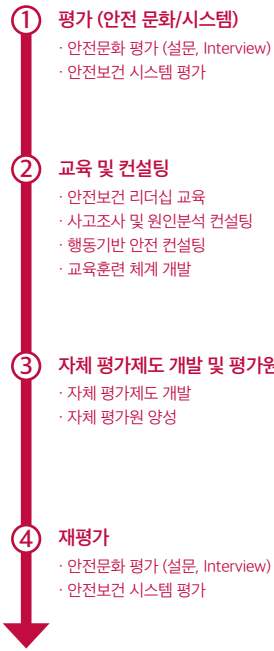 ① 평가 (안전 문화/시스템)
· 안전문화 평가 (설문, Interview)
· 안전보건 시스템 평가
② 교육 및 컨설팅
· 안전보건 리더십 교육
· 사고조사 및 원인분석 컨설팅
· 행동기반 안전 컨설팅
· 교육훈련 체계 개발
③ 자체 평가제도 개발 및 평가원
· 자체 평가제도 개발
· 자체 평가원 양성
④ 재평가
· 안전문화 평가 (설문, Interview)
· 안전보건 시스템 평가